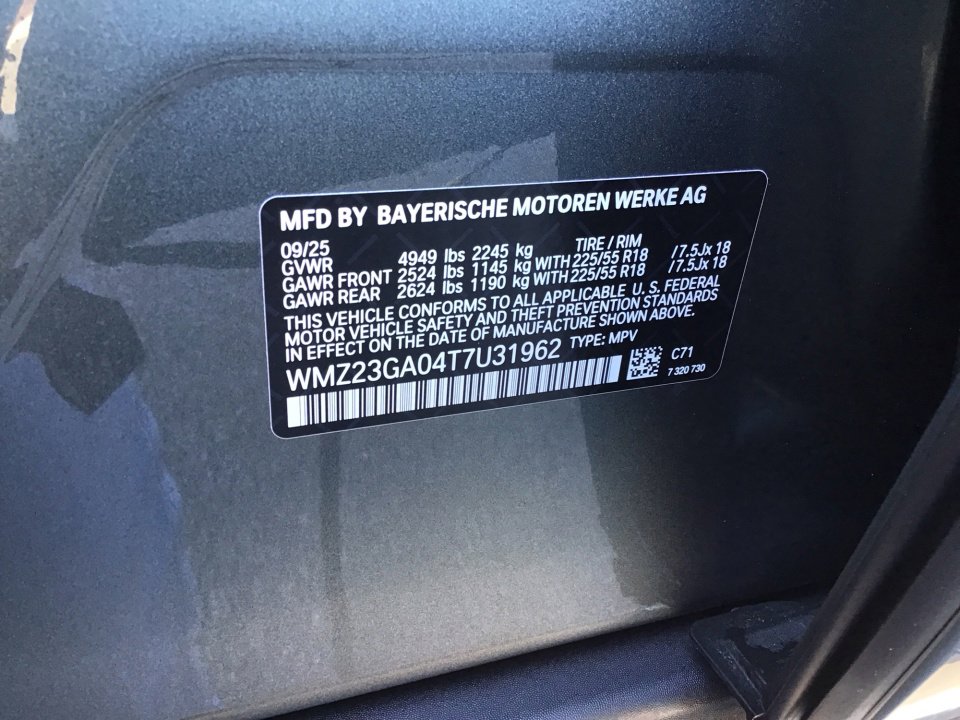 MFD BY BAYERISCHE MOTOREN WERKE AG
09/25 TIRE / RIM
GVWR 4949 lbs 2245 kg
GAWR FRONT 2524 lbs 1145 kg WITH 225/55 R18 /7.5Jx 18
GAWR REAR 2624 lbs 1190 kg WITH 225/55 R18 /7.5Jx 18
THIS VEHICLE CONFORMS TO ALL APPLICABLE U. S. FEDERAL
MOTOR VEHICLE SAFETY AND THEFT PREVENTION STANDARDS
IN EFFECT ON THE DATE OF MANUFACTURE SHOWN ABOVE.
WMZ23GA04T7U31962 TYPE: MPV
C71
7 320 730